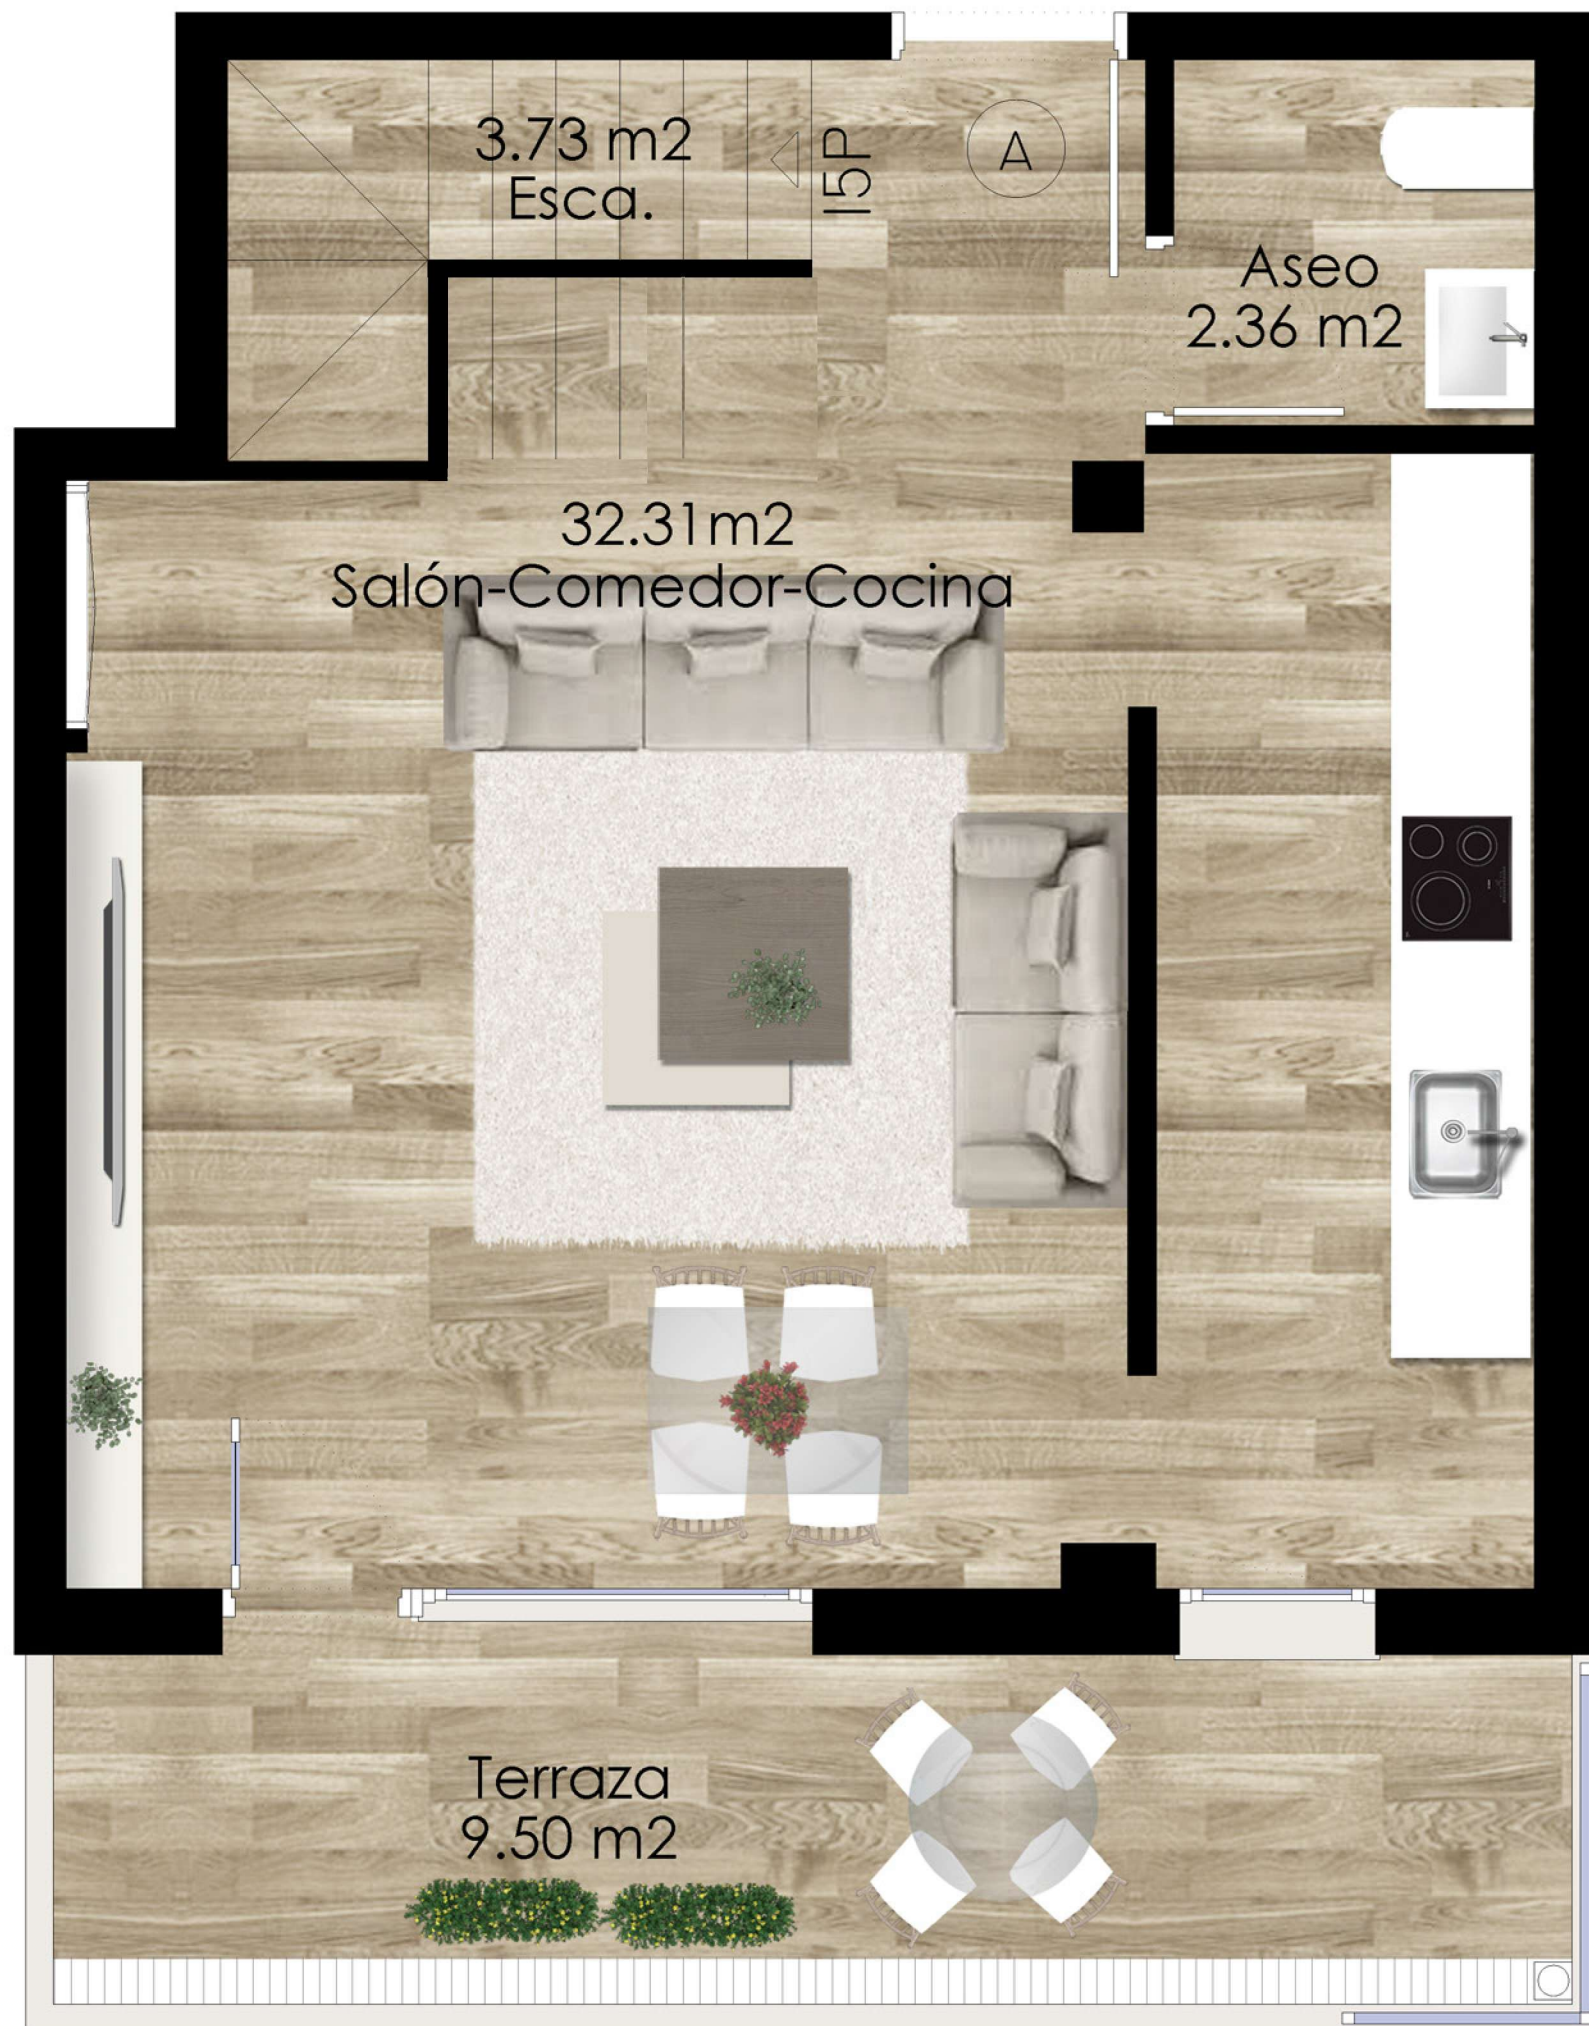 3.73 m2
Esca.
15P
A
Aseo
2.36 m2
32.31m2
Salón-Comedor-Cocina
Terraza
9.50 m2